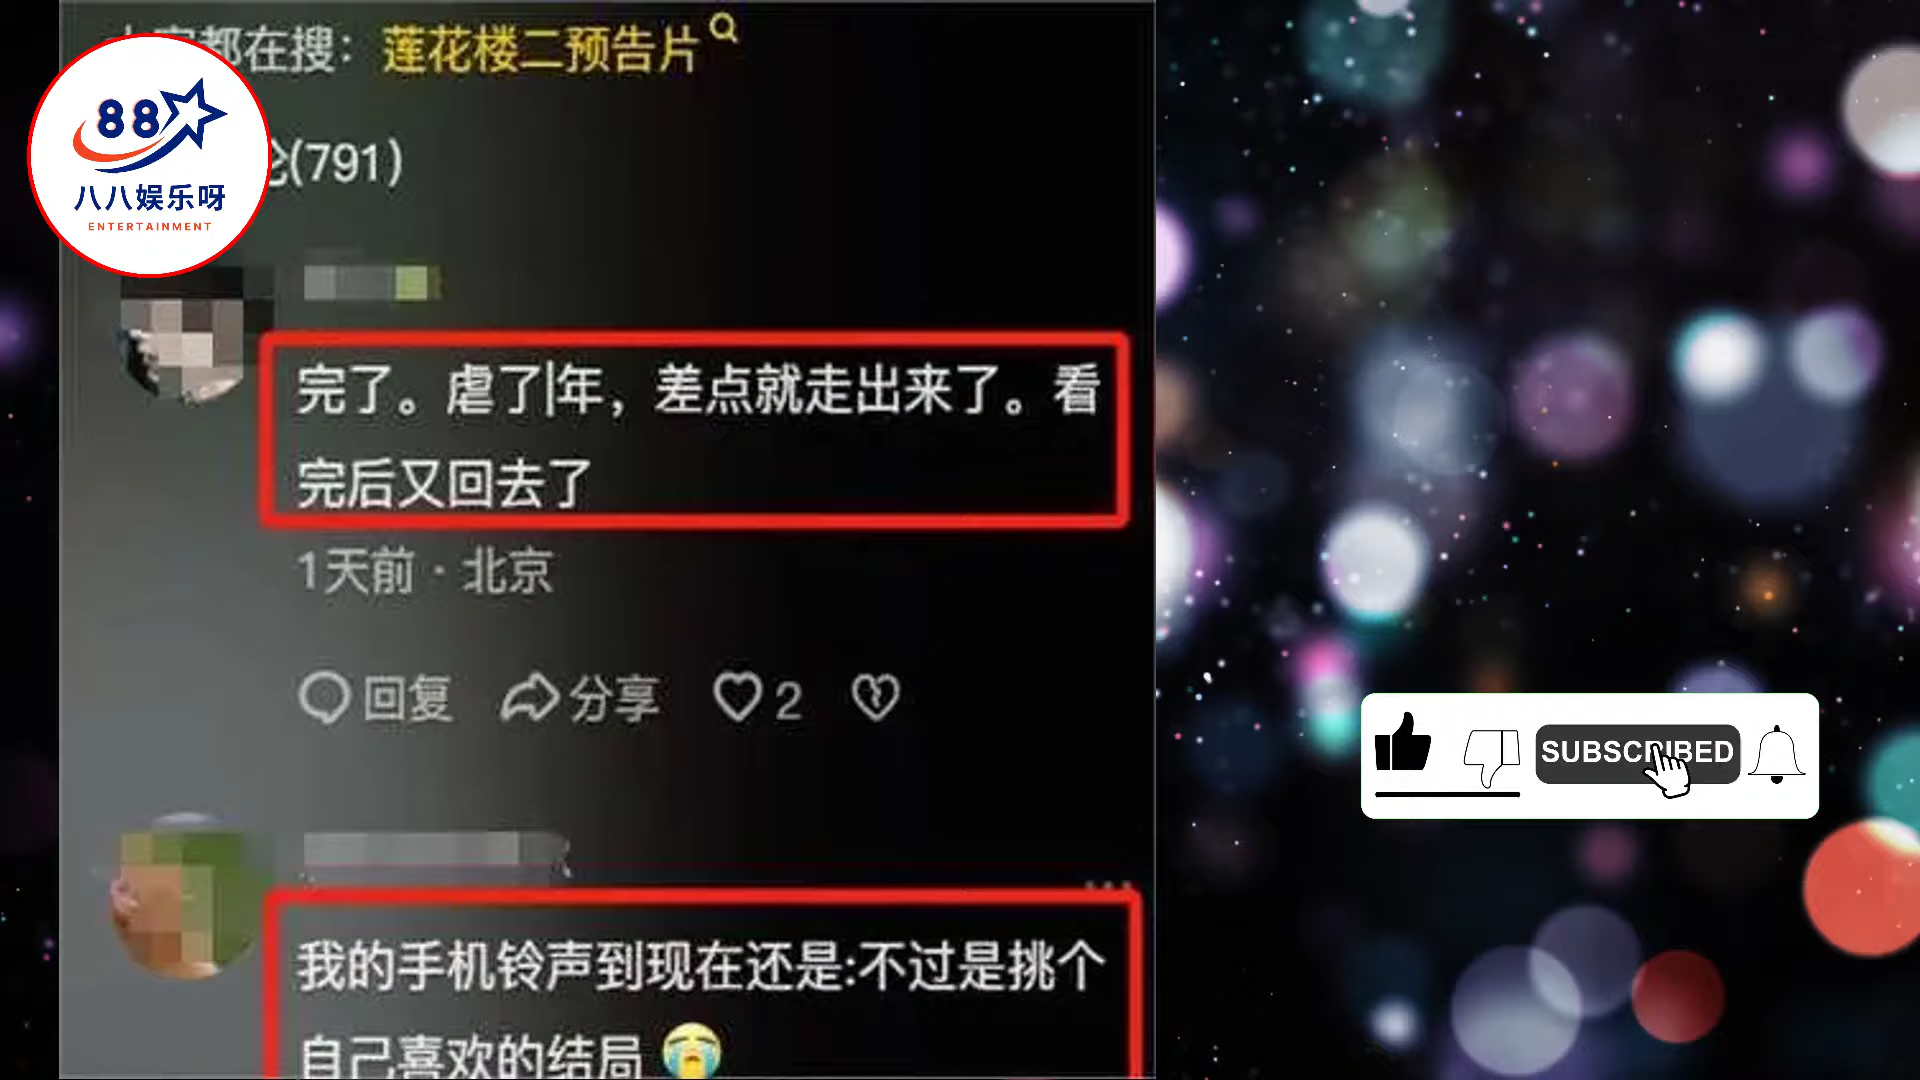 都在搜：莲花楼二预告片
88
八八娱乐呀
ENTERTAINMENT
论(791)
完了。虐了|年，差点就走出来了。看
完后又回去了
1天前 · 北京
回复 分享 2
SUBSCRIBED
我的手机铃声到现在还是:不过是挑个
自己喜欢的结局 😭